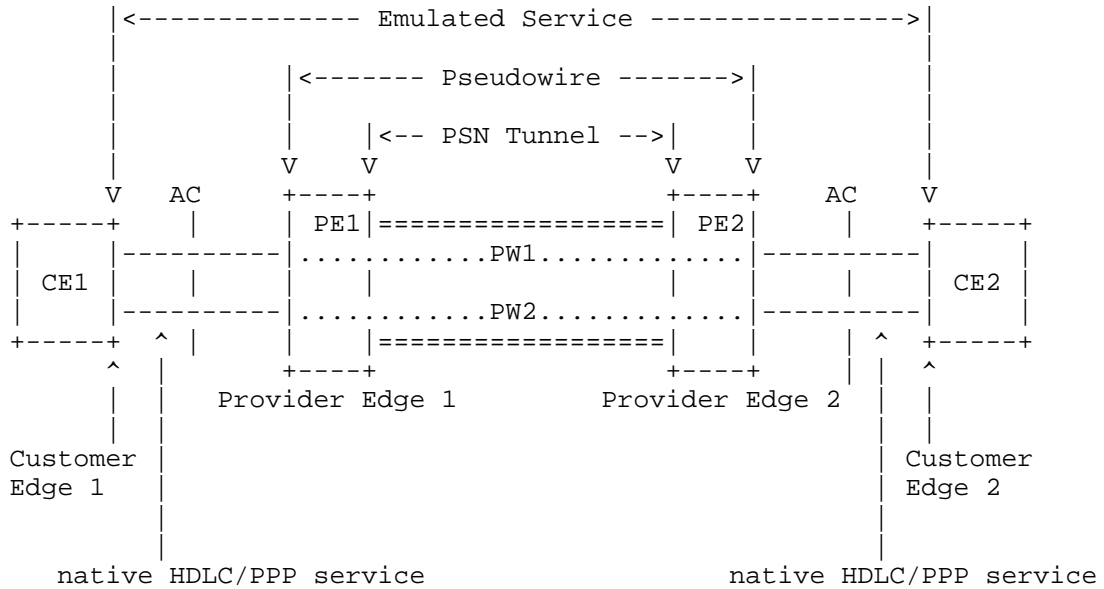 |<-------------- Emulated Service ---------------->|
|<------- Pseudowire ------->|
|<-- PSN Tunnel -->|
V V V V
V AC +----+ +----+ AC V
+-----+ | | PE1|==================| PE2| | +-----+
| |----------|............PW1.............|----------| |
| CE1 | | | | | | | | CE2 |
| |----------|............PW2.............|----------| |
+-----+ ^ | | |==================| | | ^ +-----+
^ | +----+ +----+ | | ^
| | Provider Edge 1 Provider Edge 2 | |
Customer | | Customer
Edge 1 | | Edge 2
native HDLC/PPP service native HDLC/PPP service